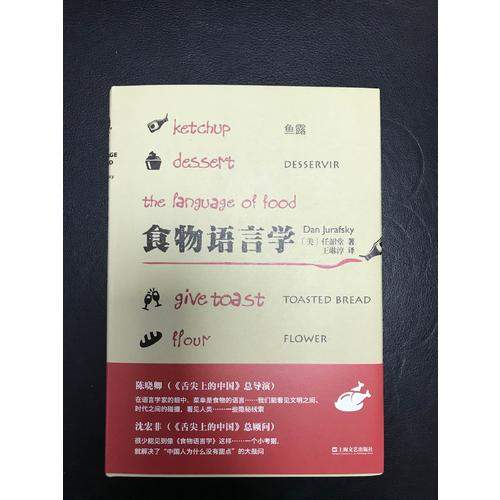 GE
D
ky
ketchup 鱼露
dessert DESSERVIR
the language of food
Dan Jurafsky
食物语言学
〔美〕任韶堂 著
王琳淳 译
give toast TOASTED BREAD
flour FLOWER
陈晓卿（《舌尖上的中国》总导演）
在语言学家的眼中，菜单是食物的语言……我们能看见文明之间、
时代之间的碰撞，看见人类……一些隐秘线索
沈宏非（《舌尖上的中国》总顾问）
很少能见到像《食物语言学》这样……一个小考据，
就解决了“中国人为什么没有甜点”的大哉问
上海文艺出版社